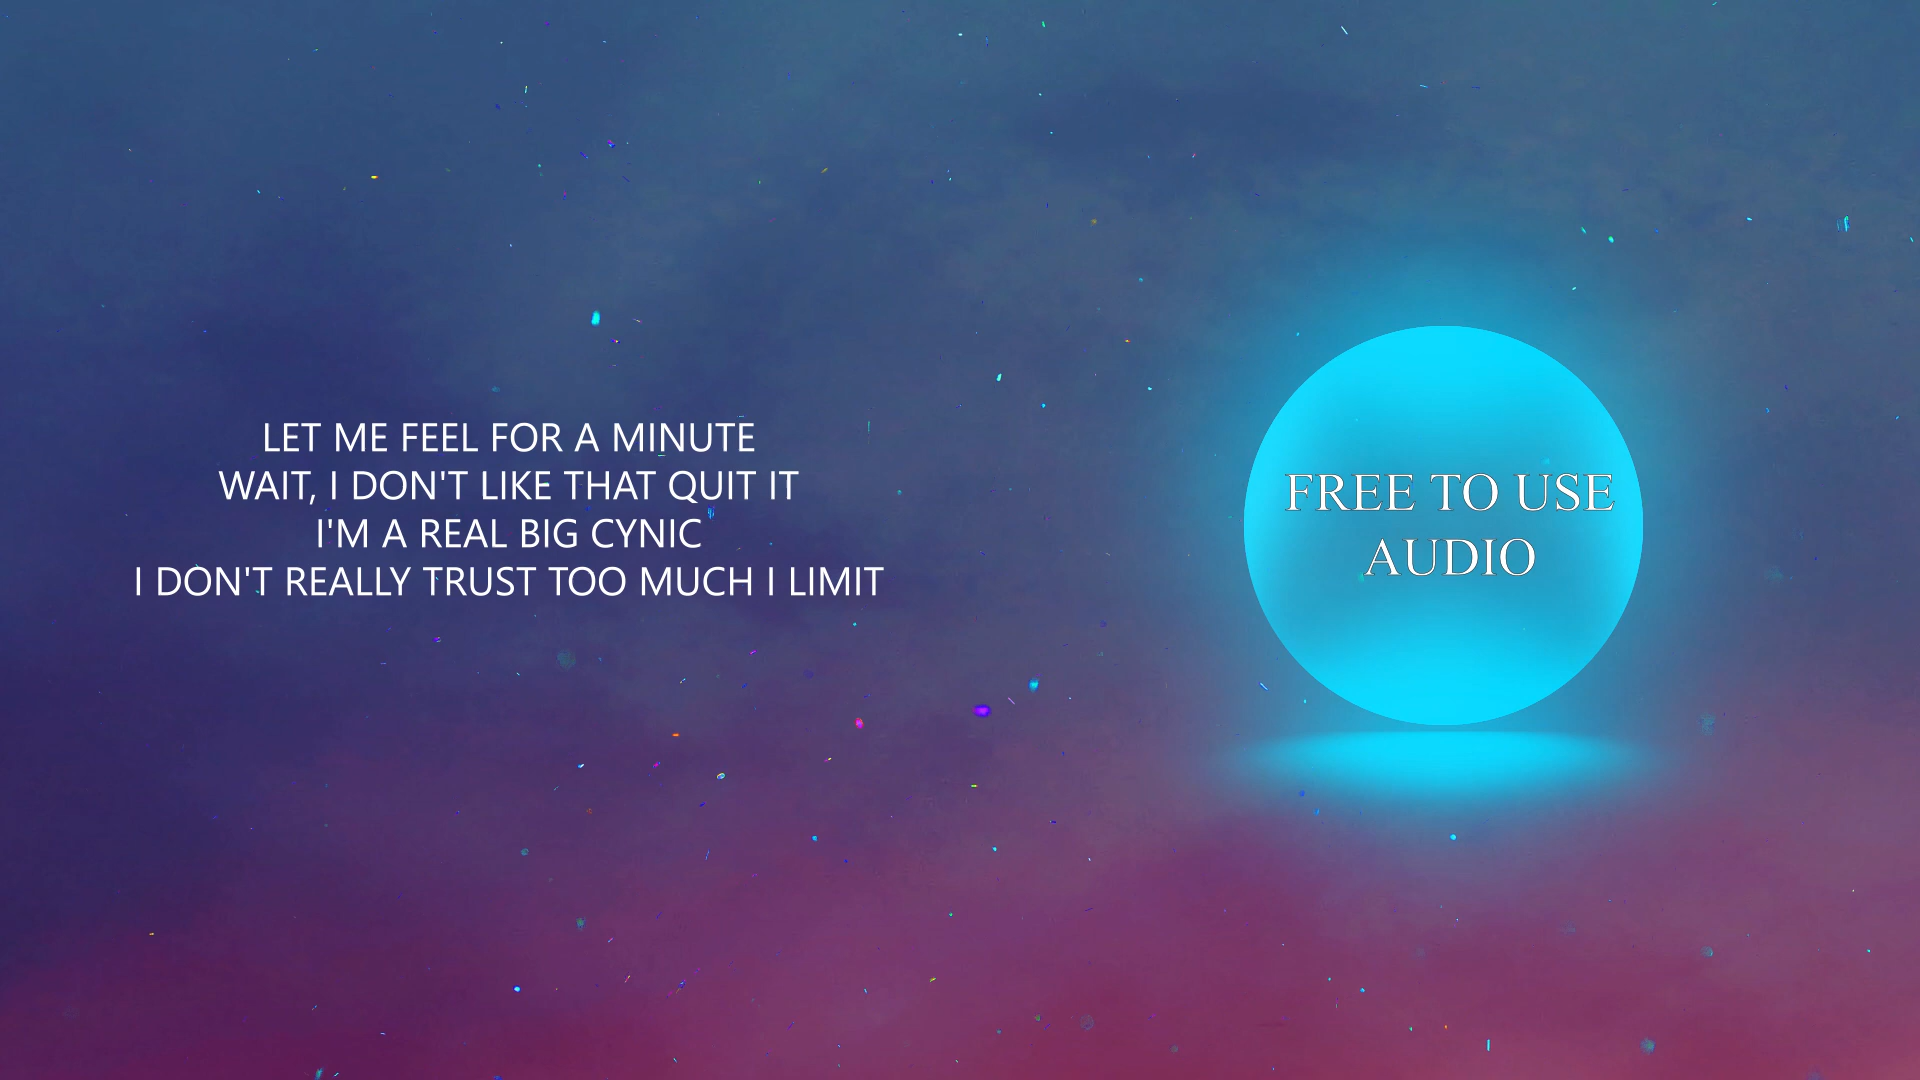 LET ME FEEL FOR A MINUTE
WAIT, I DON'T LIKE THAT QUIT IT
I'M A REAL BIG CYNIC
I DON'T REALLY TRUST TOO MUCH I LIMIT
FREE TO USE
AUDIO